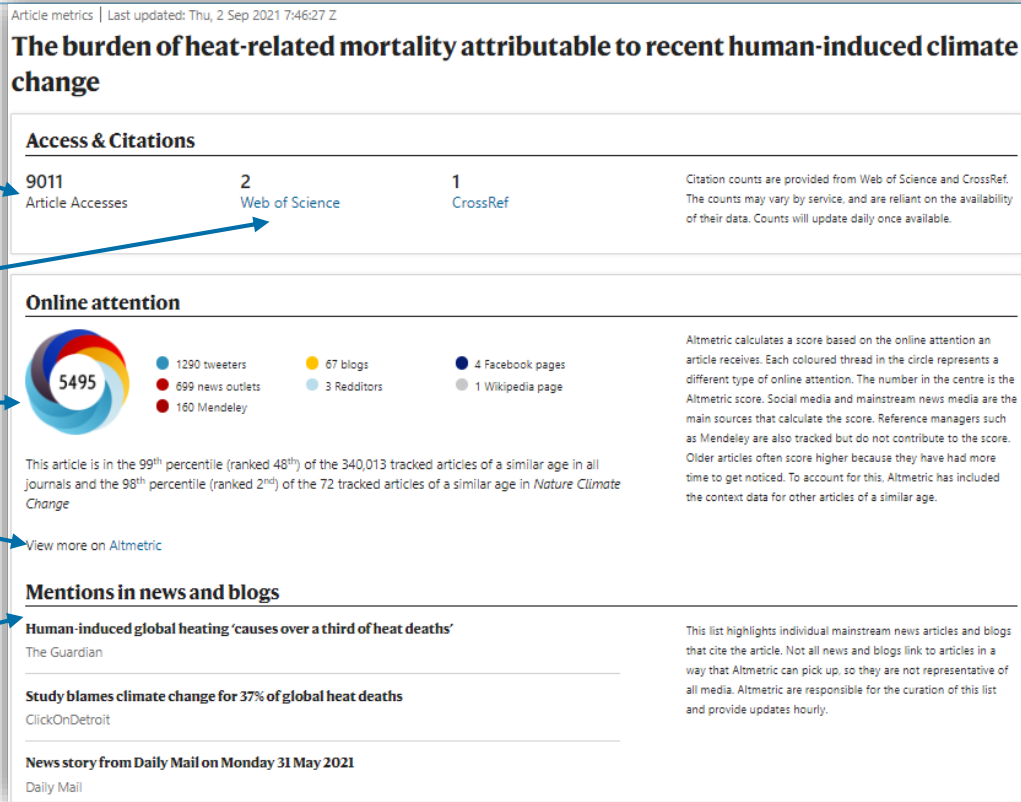 Article metrics | Last updated: Thu, 2 Sep 2021 7:46:27 Z
The burden of heat-related mortality attributable to recent human-induced climate
change
Access & Citations
9011
Article Accesses
2
Web of Science
1
CrossRef
Citation counts are provided from Web of Science and CrossRef.
The counts may vary by service, and are reliant on the availability
of their data. Counts will update daily once available.
Online attention
5495
1290 tweeters
699 news outlets
160 Mendeley
67 blogs
3 Redditors
4 Facebook pages
1 Wikipedia page
This article is in the 99th percentile (ranked 48th) of the 340,013 tracked articles of a similar age in all
journals and the 98th percentile (ranked 2nd) of the 72 tracked articles of a similar age in Nature Climate
Change
View more on Altmetric
Altmetric calculates a score based on the online attention an
article receives. Each coloured thread in the circle represents a
different type of online attention. The number in the centre is the
Altmetric score. Social media and mainstream news media are the
main sources that calculate the score. Reference managers such
as Mendeley are also tracked but do not contribute to the score.
Older articles often score higher because they have had more
time to get noticed. To account for this, Altmetric has included
the context data for other articles of a similar age.
Mentions in news and blogs
Human-induced global heating ‘causes over a third of heat deaths’
The Guardian
Study blames climate change for 37% of global heat deaths
ClickOnDetroit
News story from Daily Mail on Monday 31 May 2021
Daily Mail
This list highlights individual mainstream news articles and blogs
that cite the article. Not all news and blogs link to articles in a
way that Altmetric can pick up, so they are not representative of
all media. Altmetric are responsible for the curation of this list
and provide updates hourly.